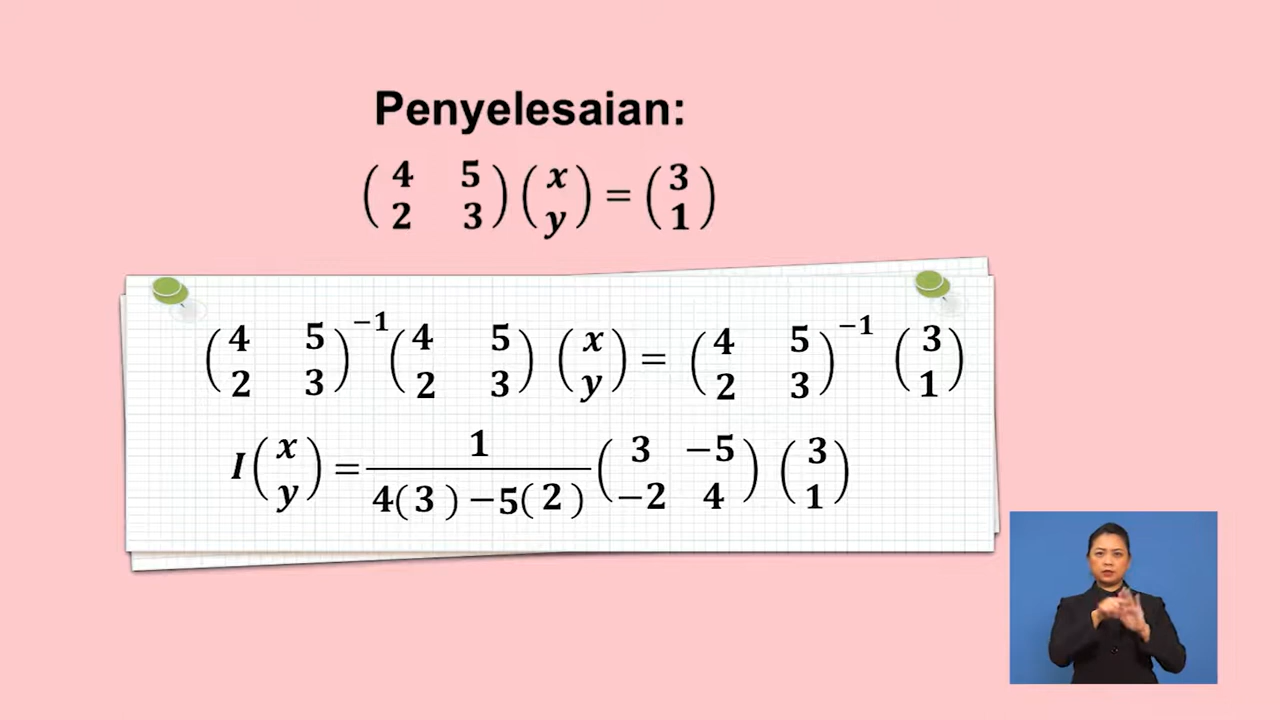 Penyelesaian:
(4 5; 2 3)(x; y) = (3; 1)
(4 5; 2 3)⁻¹(4 5; 2 3)(x; y) = (4 5; 2 3)⁻¹(3; 1)
I(x; y) = 1/(4(3)−5(2)) (3 −5; −2 4)(3; 1)